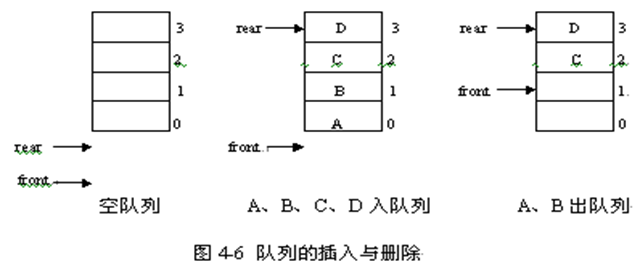 3
rear D 3
rear D 3
2
C 2
C 2
1
B 1
front 1
0
A 0
0
rear
front
front
空队列
A、B、C、D 入队列
A、B 出队列
图 4-6 队列的插入与删除